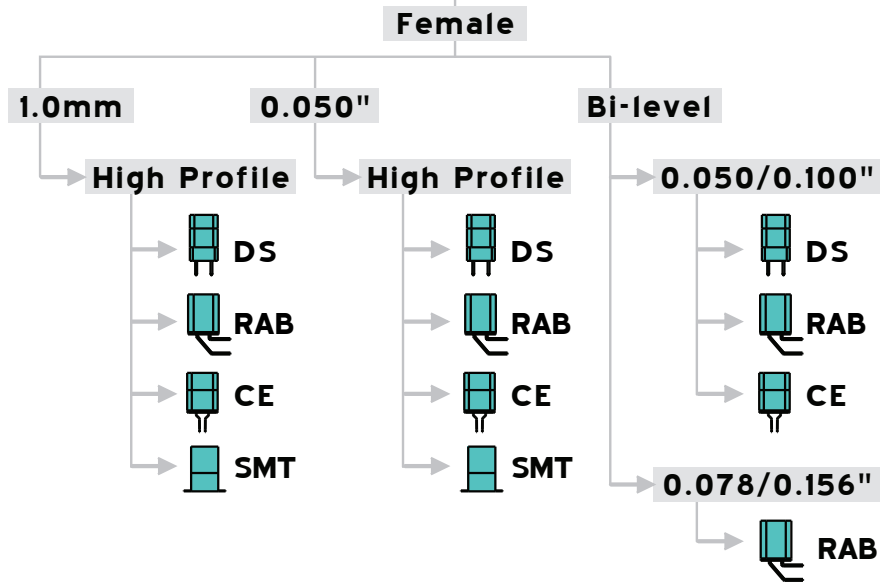 Female
1.0mm
0.050"
Bi-level
High Profile
High Profile
0.050/0.100"
DS
DS
DS
RAB
RAB
RAB
CE
CE
CE
SMT
SMT
0.078/0.156"
RAB